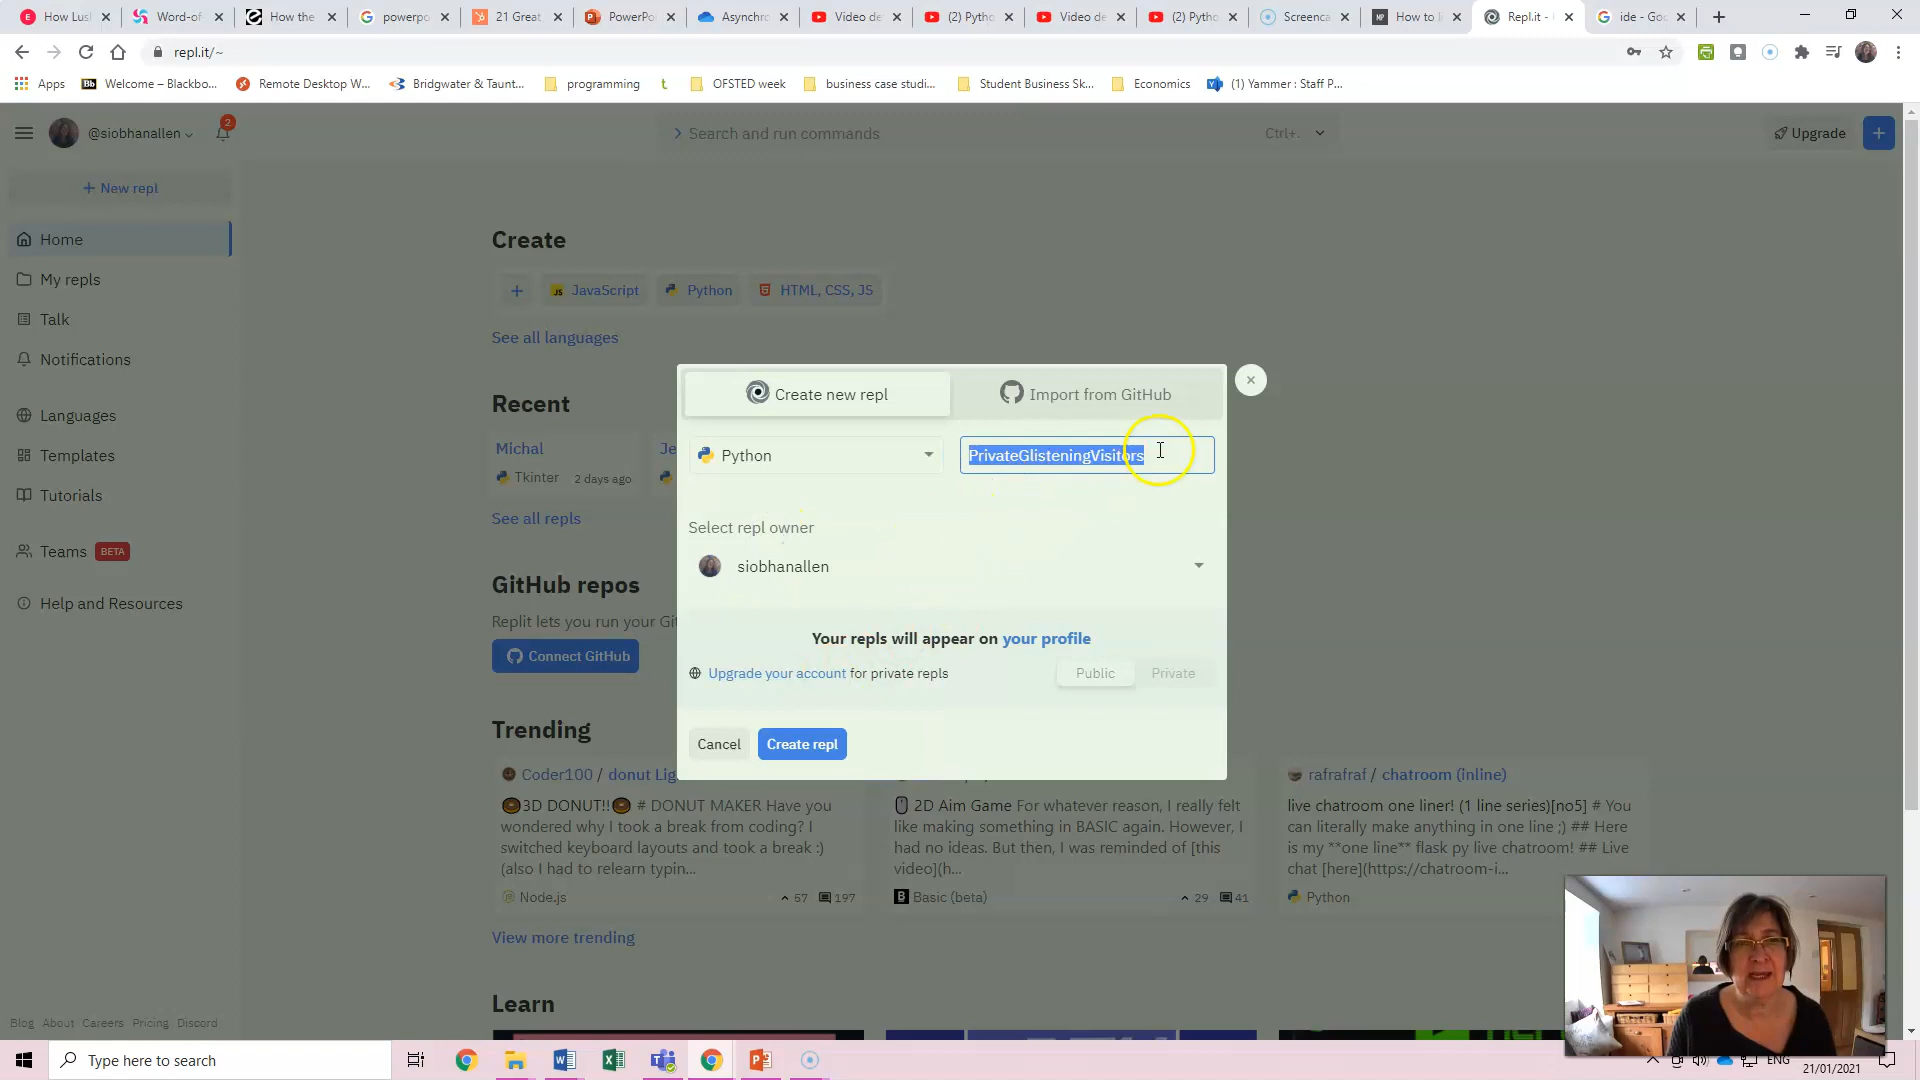 How Lusl
Word-of
How the
powerpo
21 Great
PowerPoi
Asynchro
Video de
(2) Pytho
Video de
(2) Pytho
Screenca
How to li
Repl.it -
ide - Goo
repl.it/~
Apps
Welcome – Blackbo...
Remote Desktop W...
Bridgwater & Taunt...
programming
OFSTED week
business case studi...
Student Business Sk...
Economics
(1) Yammer : Staff P...
@siobhanallen
2
Search and run commands
Ctrl+.
Upgrade
+ New repl
Home
My repls
Talk
Notifications
Languages
Templates
Tutorials
Teams BETA
Help and Resources
Blog About Careers Pricing Discord
Create
JavaScript
Python
HTML, CSS, JS
See all languages
Recent
Michal
Tkinter 2 days ago
Je
See all repls
GitHub repos
Replit lets you run your Git
Connect GitHub
Create new repl
Import from GitHub
Python
PrivateGlisteningVisitors
Select repl owner
siobhanallen
Your repls will appear on your profile
Upgrade your account for private repls
Public
Private
Cancel
Create repl
Trending
Coder100 / donut Lig
🍩3D DONUT!!🍩 # DONUT MAKER Have you
wondered why I took a break from coding? I
switched keyboard layouts and took a break :)
(also I had to relearn typin...
Node.js
57 197
2D Aim Game For whatever reason, I really felt
like making something in BASIC again. However, I
had no ideas. But then, I was reminded of [this
video](h...
Basic (beta)
29 41
rafrafraf / chatroom (inline)
live chatroom one liner! (1 line series)[no5] # You
can literally make anything in one line ;) ## Here
is my **one line** flask py live chatroom! ## Live
chat [here](https://chatroom-i...
Python
View more trending
Learn
Type here to search
ENG
21/01/2021